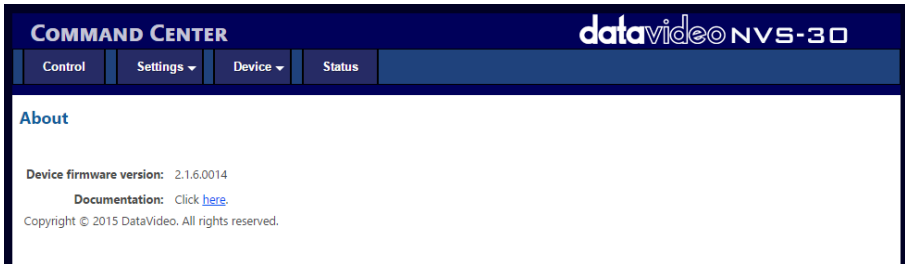 COMMAND CENTER
datavideo NVS-30
Control Settings Device Status
About
Device firmware version: 2.1.6.0014
Documentation: Click here.
Copyright © 2015 DataVideo. All rights reserved.